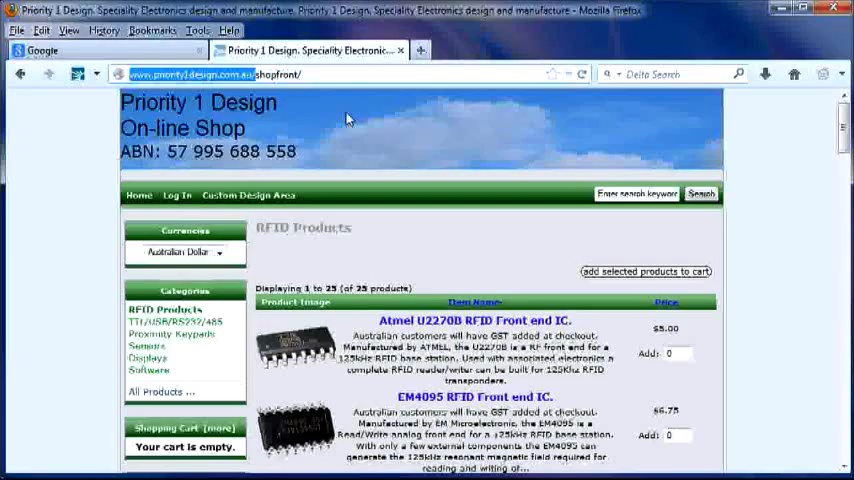 Priority 1 Design. Speciality Electronics design and manufacture. Priority 1 Design. Speciality Electronics design and manufacture - Mozilla Firefox
File Edit View History Bookmarks Tools Help
Google
Priority 1 Design. Speciality Electronic... × +
www.priority1design.com.au/shopfront/
Delta Search
Priority 1 Design
On-line Shop
ABN: 57 995 688 558
Home Log In Custom Design Area
Enter search keywor Search
Currencies
Australian Dollar
RFID Products
add selected products to cart
Displaying 1 to 25 (of 25 products)
Categories
RFID Products
TTL/USB/RS232/485
Proximity Keypads
Sensors
Displays
Software
All Products ...
Product Image Item Name- Price
Atmel U2270B RFID Front end IC.
$5.00
Australian customers will have GST added at checkout.
Manufactured by ATMEL, the U2270B is a RF front end for a
125kHz RFID base station. Used with associated electronics a
complete RFID reader/writer can be built for 125Khz RFID
transponders.
Add: 0
EM4095 RFID Front end IC.
$6.75
Australian customers will have GST added at checkout.
Manufactured by EM Microelectronic, the EM4095 is a
Read/Write analog front end for a 125kHz RFID base station.
With only a few external components the EM4095 can
generate the 125kHz resonant magnetic field required for
reading and writing of...
Add: 0
Shopping Cart [more]
Your cart is empty.